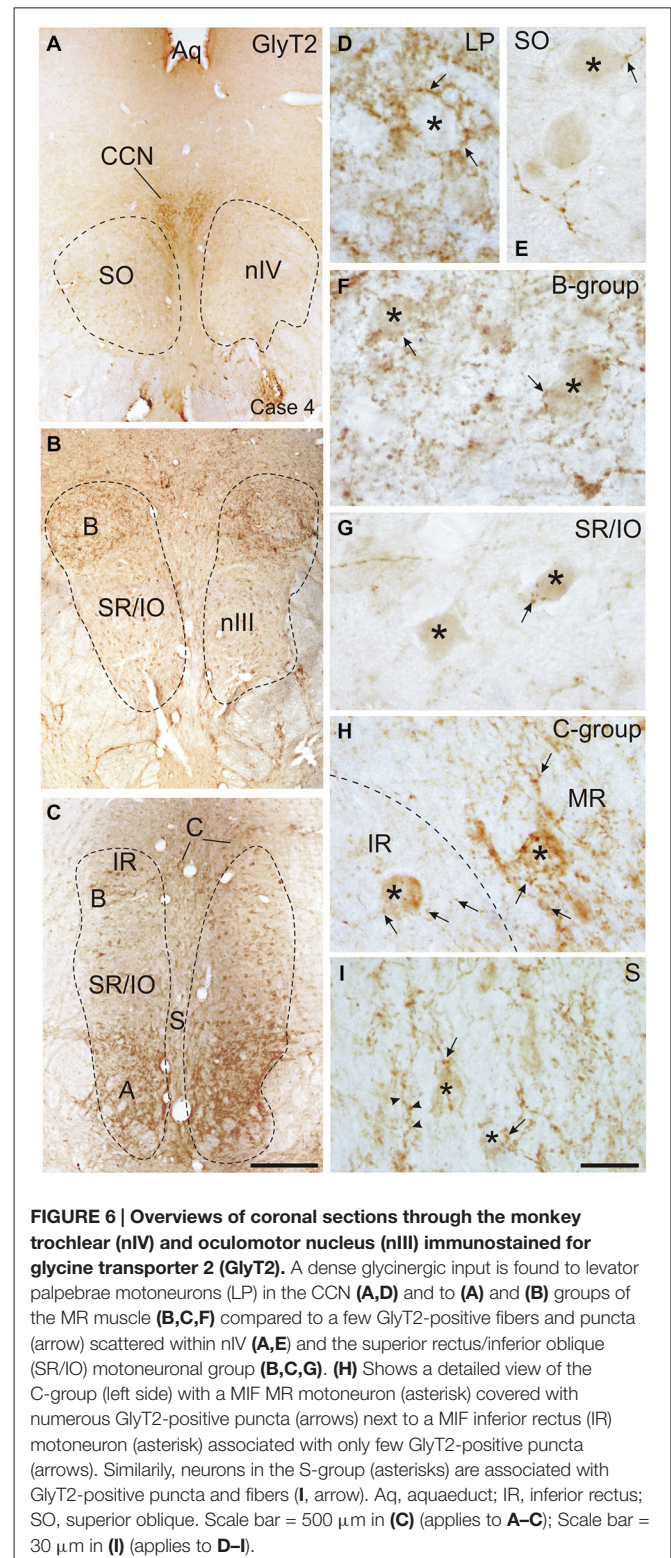 A
Aq
GlyT2
CCN
SO
nIV
Case 4
B
B
SR/IO
nIII
C
C
IR
B
SR/IO
S
A
D
LP
SO
E
F
B-group
G
SR/IO
H
C-group
MR
IR
I
S
FIGURE 6 | Overviews of coronal sections through the monkey
trochlear (nIV) and oculomotor nucleus (nIII) immunostained for
glycine transporter 2 (GlyT2). A dense glycinergic input is found to levator
palpebrae motoneurons (LP) in the CCN (A,D) and to (A) and (B) groups of
the MR muscle (B,C,F) compared to a few GlyT2-positive fibers and puncta
(arrow) scattered within nIV (A,E) and the superior rectus/inferior oblique
(SR/IO) motoneuronal group (B,C,G). (H) Shows a detailed view of the
C-group (left side) with a MIF MR motoneuron (asterisk) covered with
numerous GlyT2-positive puncta (arrows) next to a MIF inferior rectus (IR)
motoneuron (asterisk) associated with only few GlyT2-positive puncta
(arrows). Similarily, neurons in the S-group (asterisks) are associated with
GlyT2-positive puncta and fibers (I, arrow). Aq, aquaeduct; IR, inferior rectus;
SO, superior oblique. Scale bar = 500 μm in (C) (applies to A–C); Scale bar =
30 μm in (I) (applies to D–I).